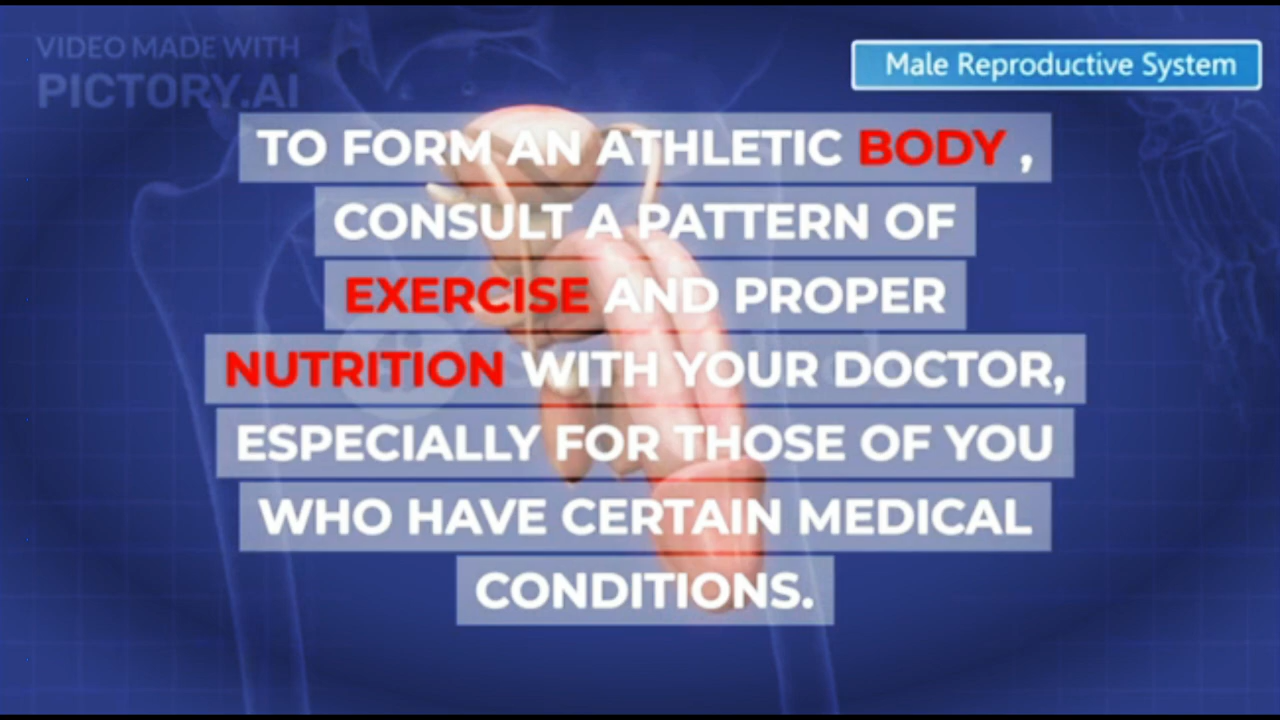 VIDEO MADE WITH
PICTORY.AI
Male Reproductive System
TO FORM AN ATHLETIC BODY ,
CONSULT A PATTERN OF
EXERCISE AND PROPER
NUTRITION WITH YOUR DOCTOR,
ESPECIALLY FOR THOSE OF YOU
WHO HAVE CERTAIN MEDICAL
CONDITIONS.